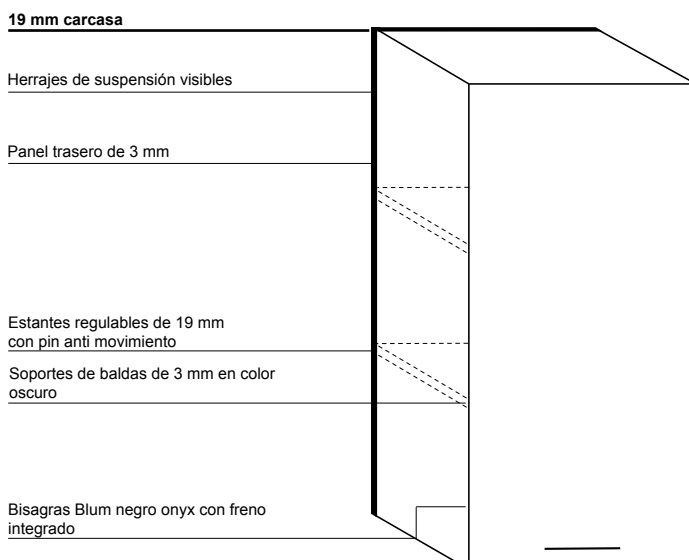 19 mm carcasa
Herrajes de suspensión visibles
Panel trasero de 3 mm
Estantes regulables de 19 mm
con pin anti movimiento
Soportes de baldas de 3 mm en color
oscuro
Bisagras Blum negro onyx con freno
integrado